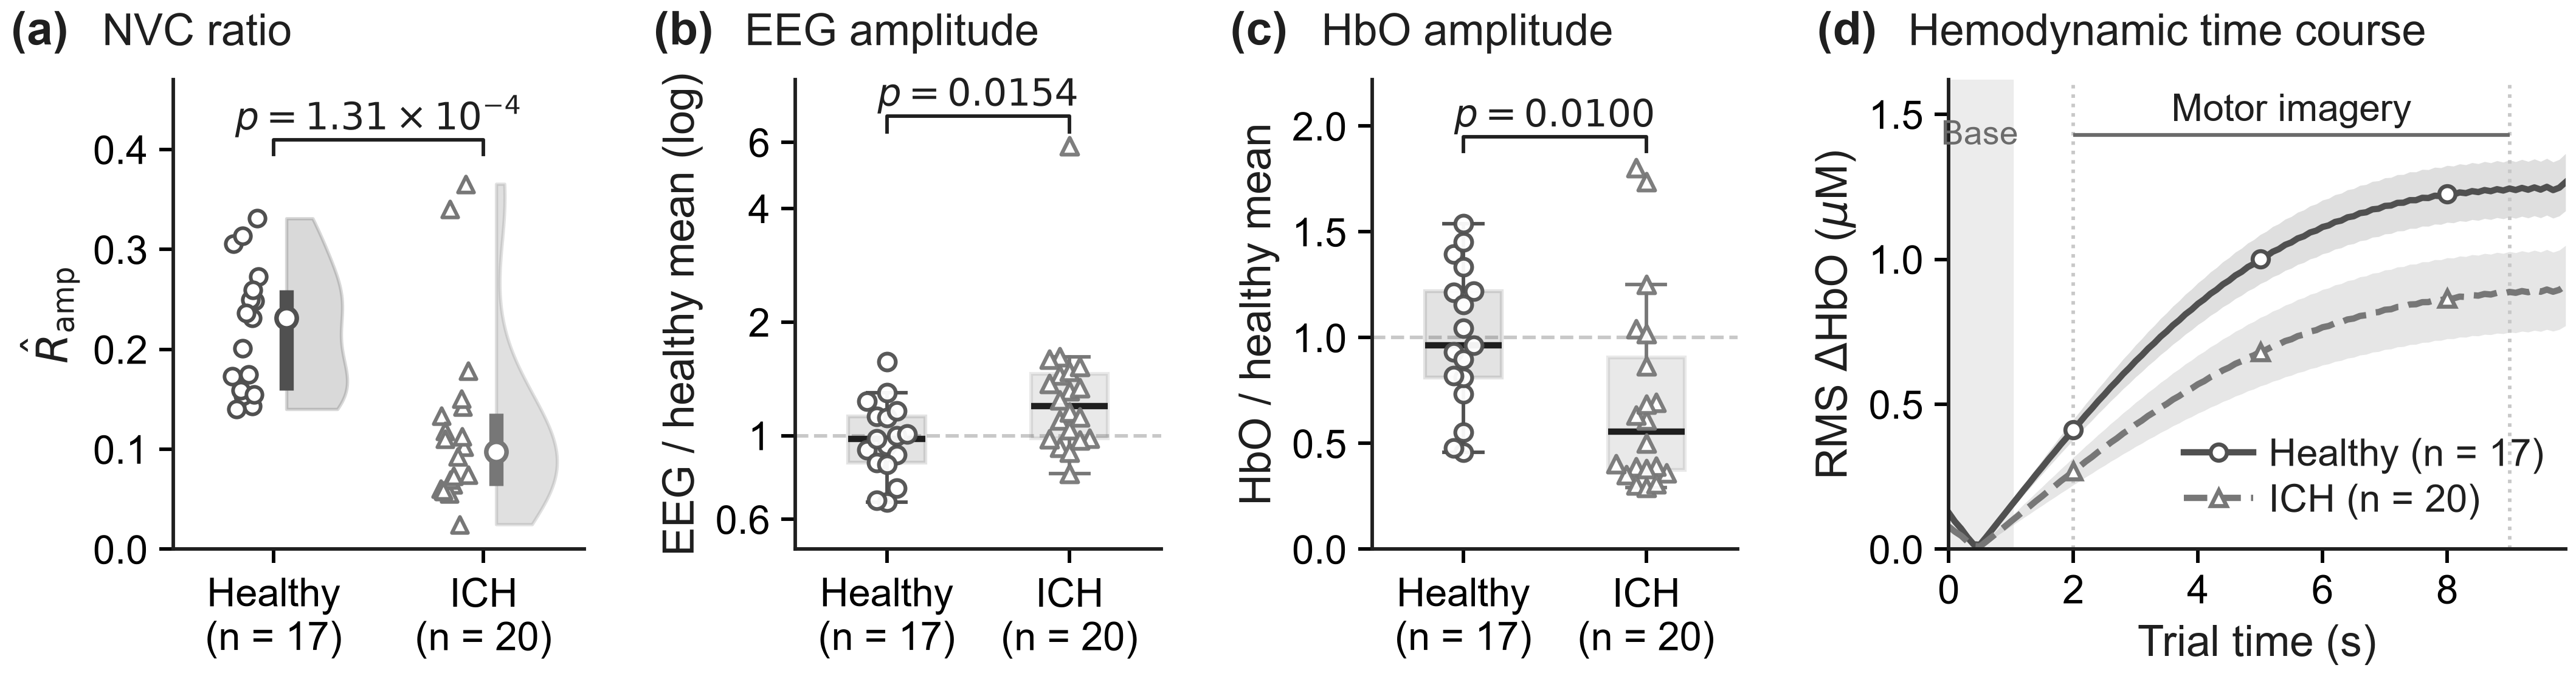 (a) NVC ratio
p = 1.31 × 10⁻⁴
R̂amp
0.4
0.3
0.2
0.1
0.0
Healthy
(n = 17)
ICH
(n = 20)
(b) EEG amplitude
p = 0.0154
EEG / healthy mean (log)
6
4
2
1
0.6
Healthy
(n = 17)
ICH
(n = 20)
(c) HbO amplitude
p = 0.0100
HbO / healthy mean
2.0
1.5
1.0
0.5
0.0
Healthy
(n = 17)
ICH
(n = 20)
(d) Hemodynamic time course
Motor imagery
Base
RMS ΔHbO (μM)
1.5
1.0
0.5
0.0
Healthy (n = 17)
ICH (n = 20)
0 2 4 6 8
Trial time (s)